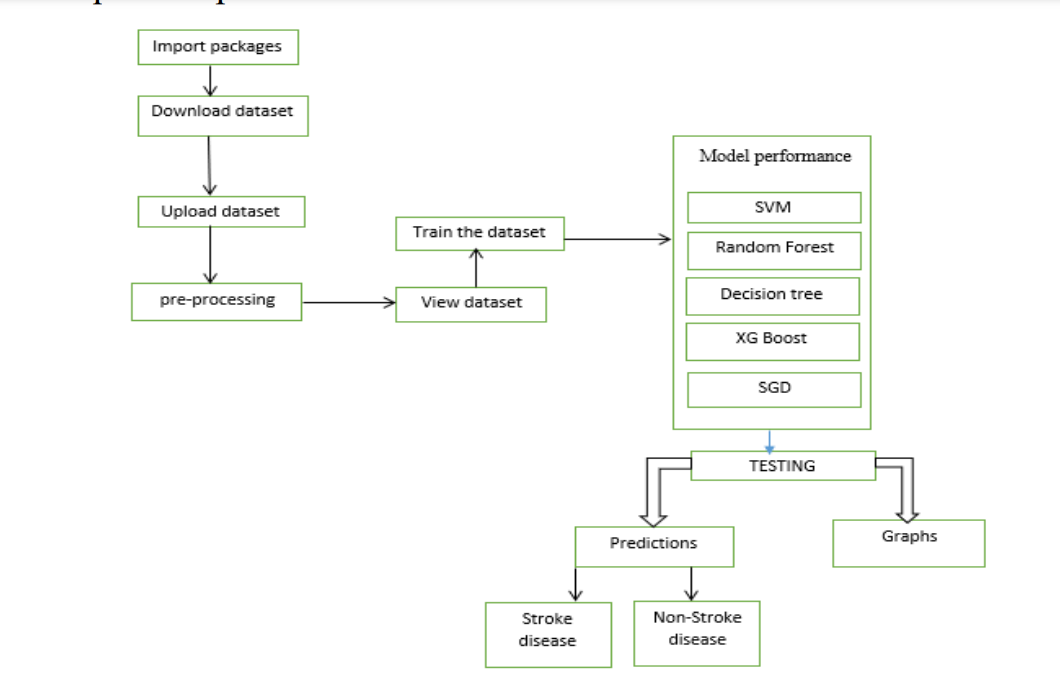 Import packages
Download dataset
Upload dataset
pre-processing
View dataset
Train the dataset
Model performance
SVM
Random Forest
Decision tree
XG Boost
SGD
TESTING
Predictions
Graphs
Stroke
disease
Non-Stroke
disease